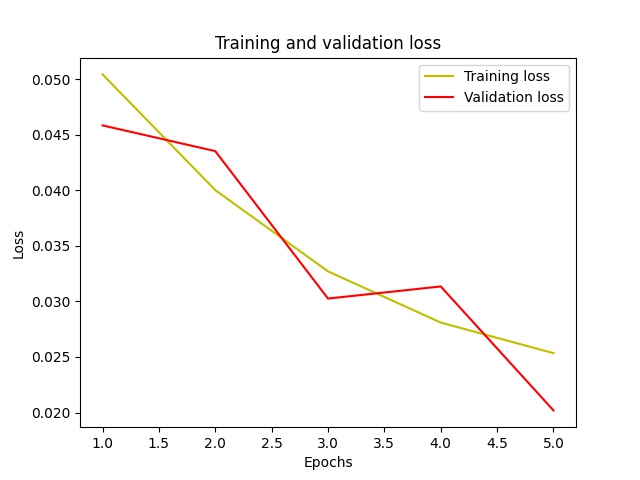 Training and validation loss
Training loss
Validation loss
0.050
0.045
0.040
0.035
0.030
0.025
0.020
Loss
1.0 1.5 2.0 2.5 3.0 3.5 4.0 4.5 5.0
Epochs